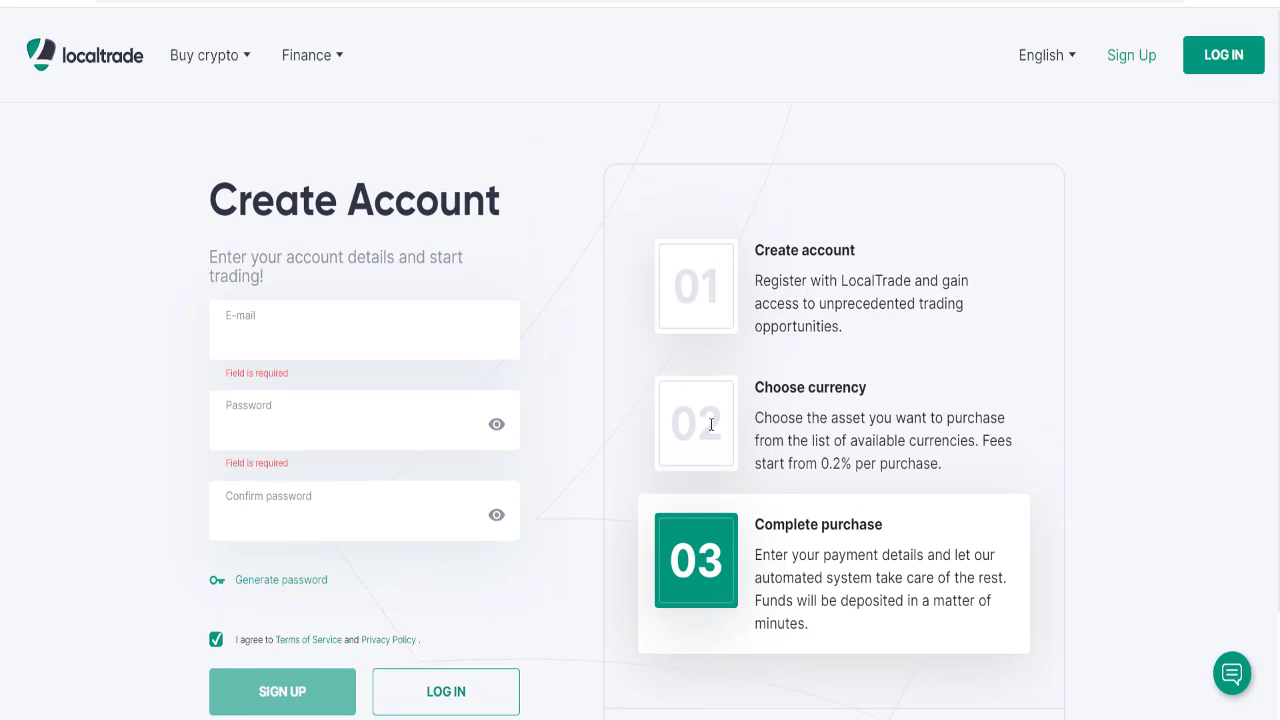 localtrade Buy crypto Finance English Sign Up LOG IN
Create Account
Enter your account details and start
trading!
E-mail
Field is required
Password
Field is required
Confirm password
Generate password
I agree to Terms of Service and Privacy Policy .
SIGN UP LOG IN
01
Create account
Register with LocalTrade and gain
access to unprecedented trading
opportunities.
02
Choose currency
Choose the asset you want to purchase
from the list of available currencies. Fees
start from 0.2% per purchase.
03
Complete purchase
Enter your payment details and let our
automated system take care of the rest.
Funds will be deposited in a matter of
minutes.